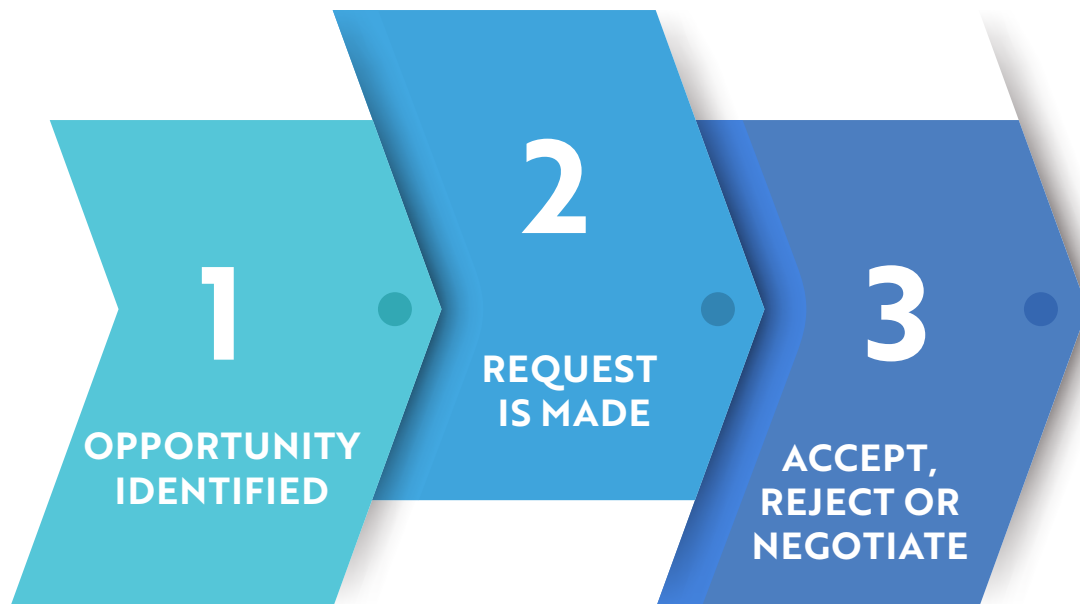 1
OPPORTUNITY
IDENTIFIED
2
REQUEST
IS MADE
3
ACCEPT,
REJECT OR
NEGOTIATE